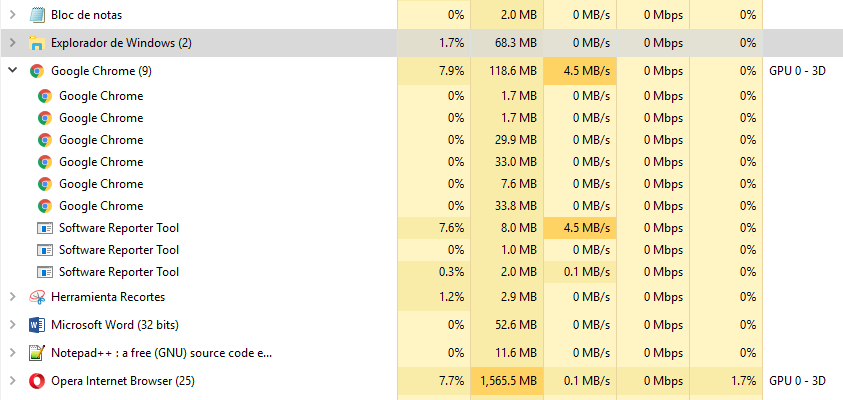 Bloc de notas 0% 2.0 MB 0 MB/s 0 Mbps 0%
Explorador de Windows (2) 1.7% 68.3 MB 0 MB/s 0 Mbps 0%
Google Chrome (9) 7.9% 118.6 MB 4.5 MB/s 0 Mbps 0% GPU 0 - 3D
Google Chrome 0% 1.7 MB 0 MB/s 0 Mbps 0%
Google Chrome 0% 1.7 MB 0 MB/s 0 Mbps 0%
Google Chrome 0% 29.9 MB 0 MB/s 0 Mbps 0%
Google Chrome 0% 33.0 MB 0 MB/s 0 Mbps 0%
Google Chrome 0% 7.6 MB 0 MB/s 0 Mbps 0%
Google Chrome 0% 33.8 MB 0 MB/s 0 Mbps 0%
Software Reporter Tool 7.6% 8.0 MB 4.5 MB/s 0 Mbps 0%
Software Reporter Tool 0% 1.0 MB 0 MB/s 0 Mbps 0%
Software Reporter Tool 0.3% 2.0 MB 0.1 MB/s 0 Mbps 0%
Herramienta Recortes 1.2% 2.9 MB 0 MB/s 0 Mbps 0%
Microsoft Word (32 bits) 0% 52.6 MB 0 MB/s 0 Mbps 0%
Notepad++ : a free (GNU) source code e... 0% 11.6 MB 0 MB/s 0 Mbps 0%
Opera Internet Browser (25) 7.7% 1,565.5 MB 0.1 MB/s 0 Mbps 1.7% GPU 0 - 3D